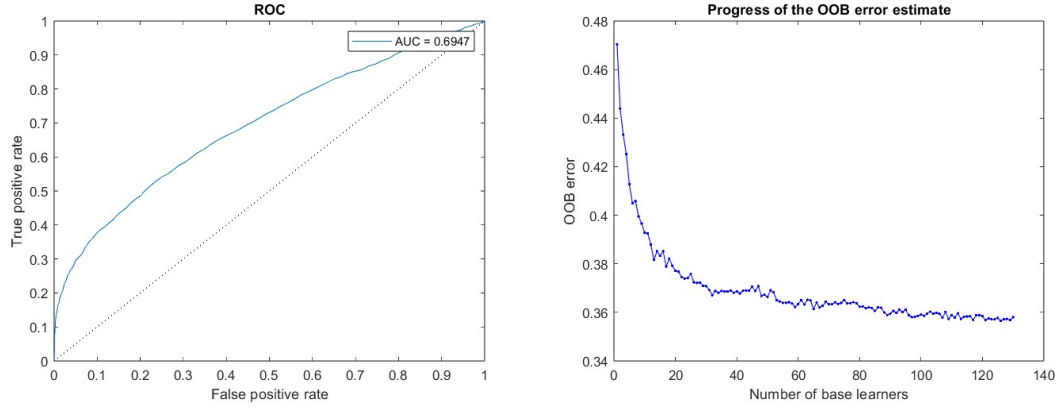 ROC
AUC = 0.6947
1
0.9
0.8
0.7
0.6
0.5
0.4
0.3
0.2
0.1
0
True positive rate
0 0.1 0.2 0.3 0.4 0.5 0.6 0.7 0.8 0.9 1
False positive rate
Progress of the OOB error estimate
0.48
0.46
0.44
0.42
0.4
0.38
0.36
0.34
OOB error
0 20 40 60 80 100 120 140
Number of base learners